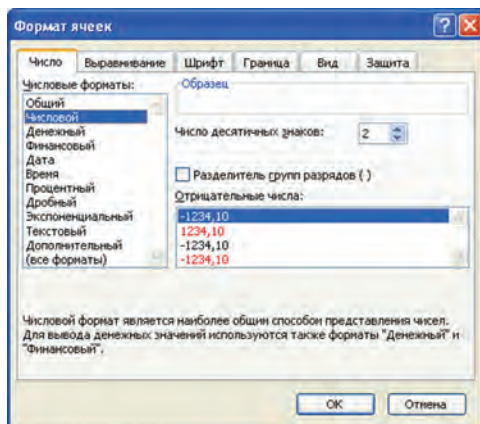 Формат ячеек
Число Выравнивание Шрифт Граница Вид Защита
Числовые форматы:
Общий
Числовой
Денежный
Финансовый
Дата
Время
Процентный
Дробный
Экспоненциальный
Текстовый
Дополнительный
(все форматы)
Образец
Число десятичных знаков: 2
Разделитель групп разрядов ( )
Отрицательные числа:
-1234,10
1234,10
-1234,10
-1234,10
Числовой формат является наиболее общим способом представления чисел.
Для вывода денежных значений используются также форматы "Денежный" и
"Финансовый".
ОК Отмена